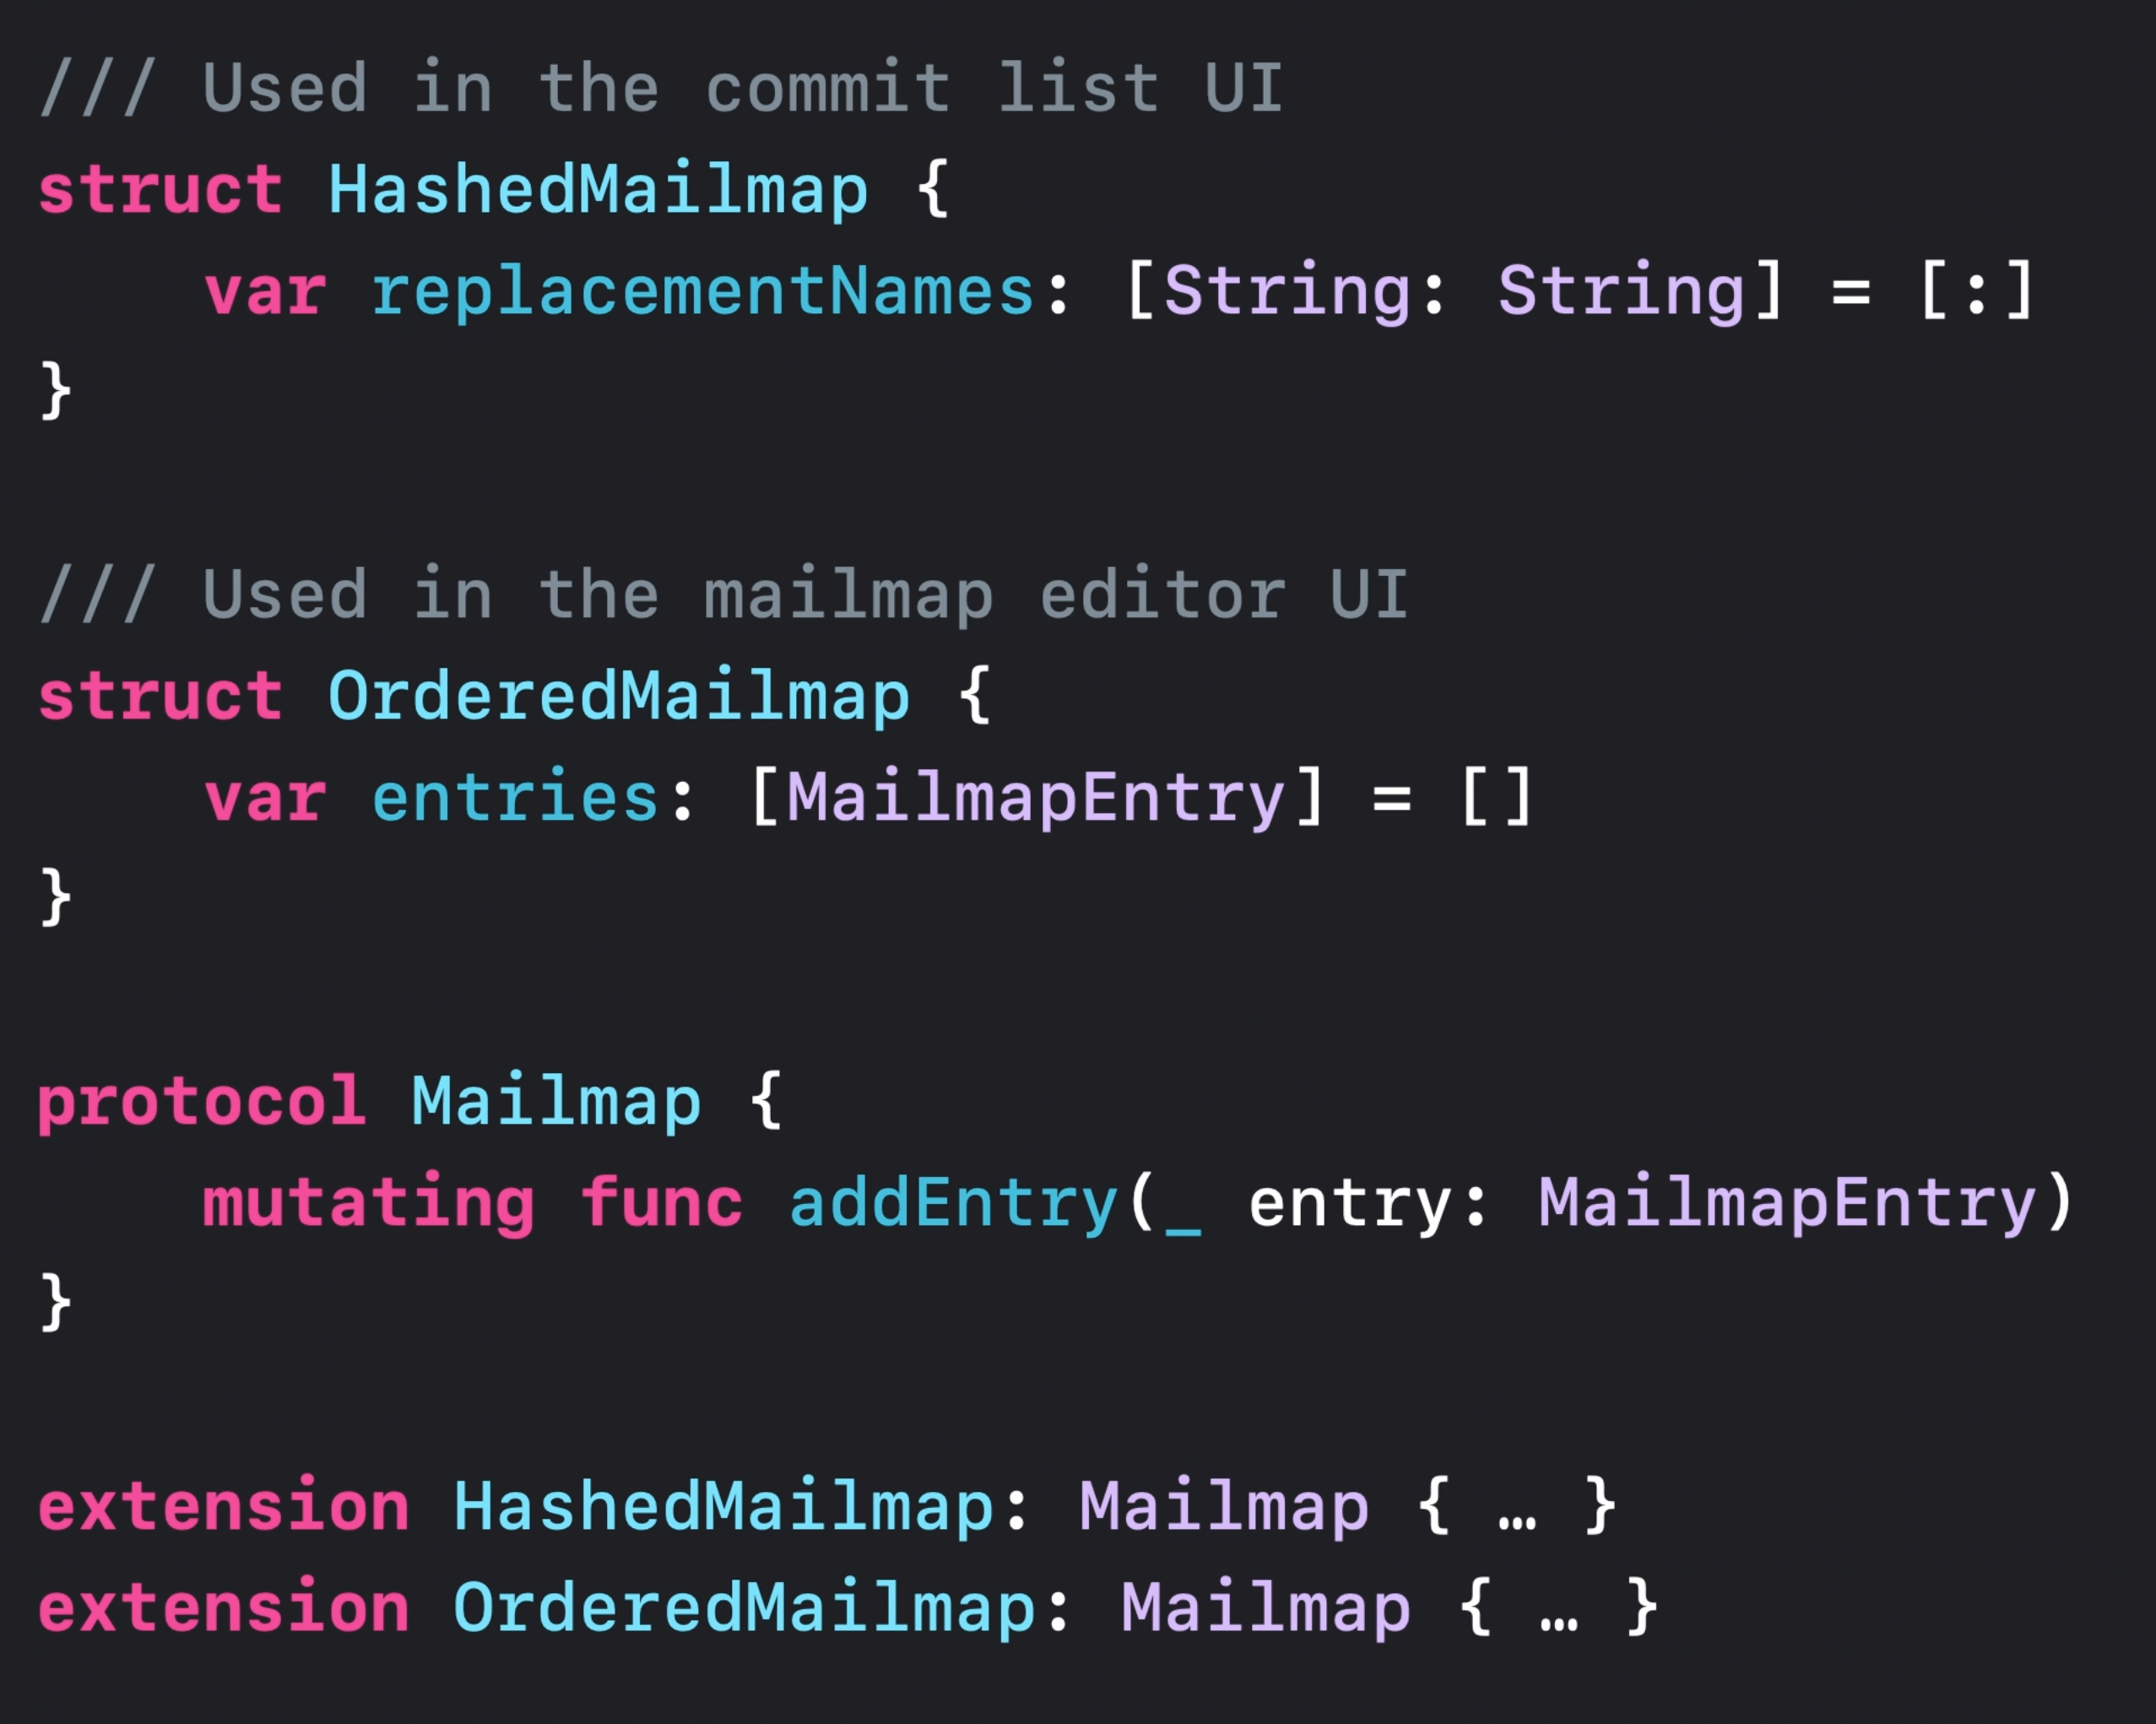 /// Used in the commit list UI
struct HashedMailmap {
    var replacementNames: [String: String] = [:]
}
/// Used in the mailmap editor UI
struct OrderedMailmap {
    var entries: [MailmapEntry] = []
}
protocol Mailmap {
    mutating func addEntry(_ entry: MailmapEntry)
}
extension HashedMailmap: Mailmap { … }
extension OrderedMailmap: Mailmap { … }